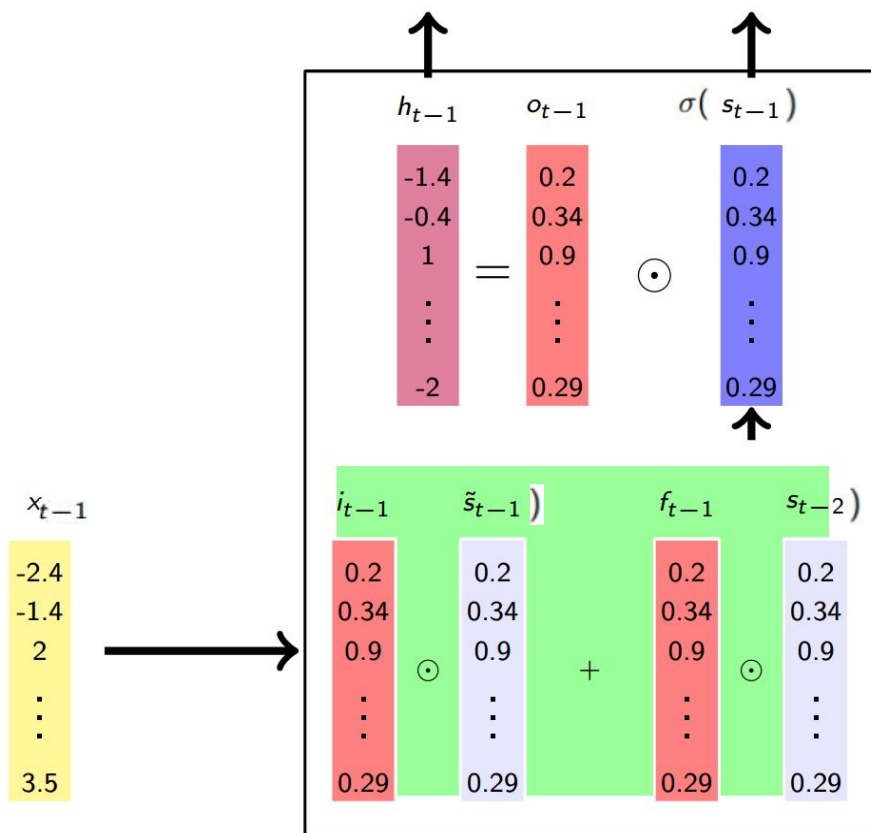 h_{t−1} o_{t−1} σ( s_{t−1})
-1.4 0.2 0.2
-0.4 0.34 0.34
1 0.9 0.9
= ⊙
⋮ ⋮ ⋮
-2 0.29 0.29
x_{t−1} i_{t−1} s̃_{t−1}) f_{t−1} s_{t−2})
-2.4 0.2 0.2 0.2 0.2
-1.4 0.34 0.34 0.34 0.34
2 0.9 0.9 0.9 0.9
⊙ + ⊙
⋮ ⋮ ⋮ ⋮ ⋮
3.5 0.29 0.29 0.29 0.29